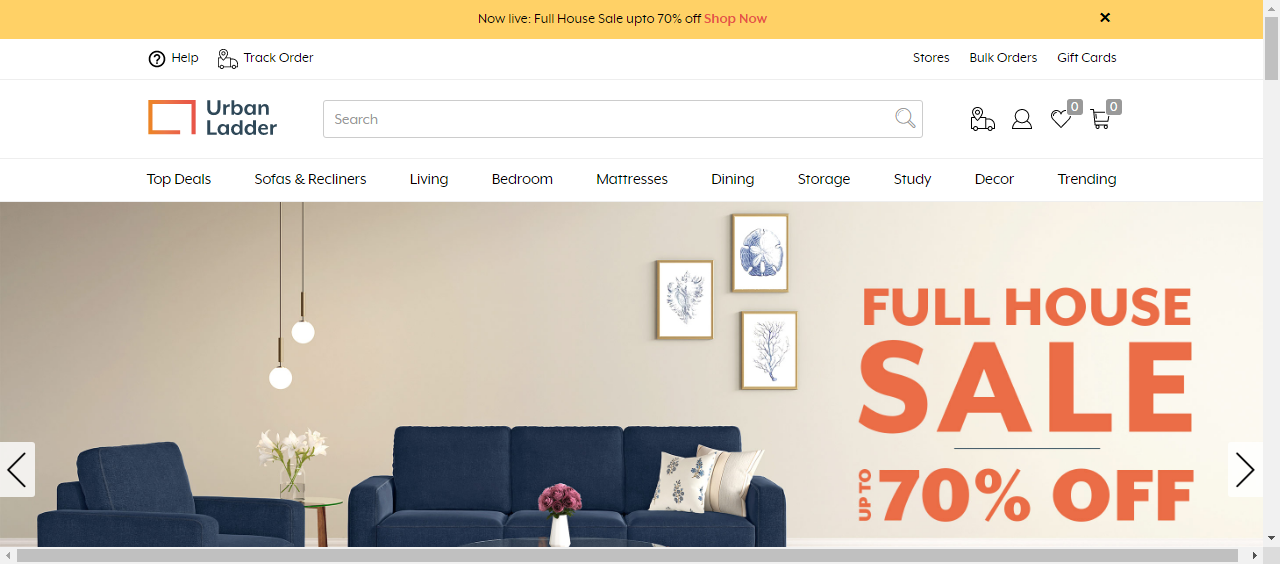 Now live: Full House Sale upto 70% off Shop Now
Help
Track Order
Stores
Bulk Orders
Gift Cards
Urban
Ladder
Search
0
0
Top Deals
Sofas & Recliners
Living
Bedroom
Mattresses
Dining
Storage
Study
Decor
Trending
FULL HOUSE
SALE
UP TO 70% OFF